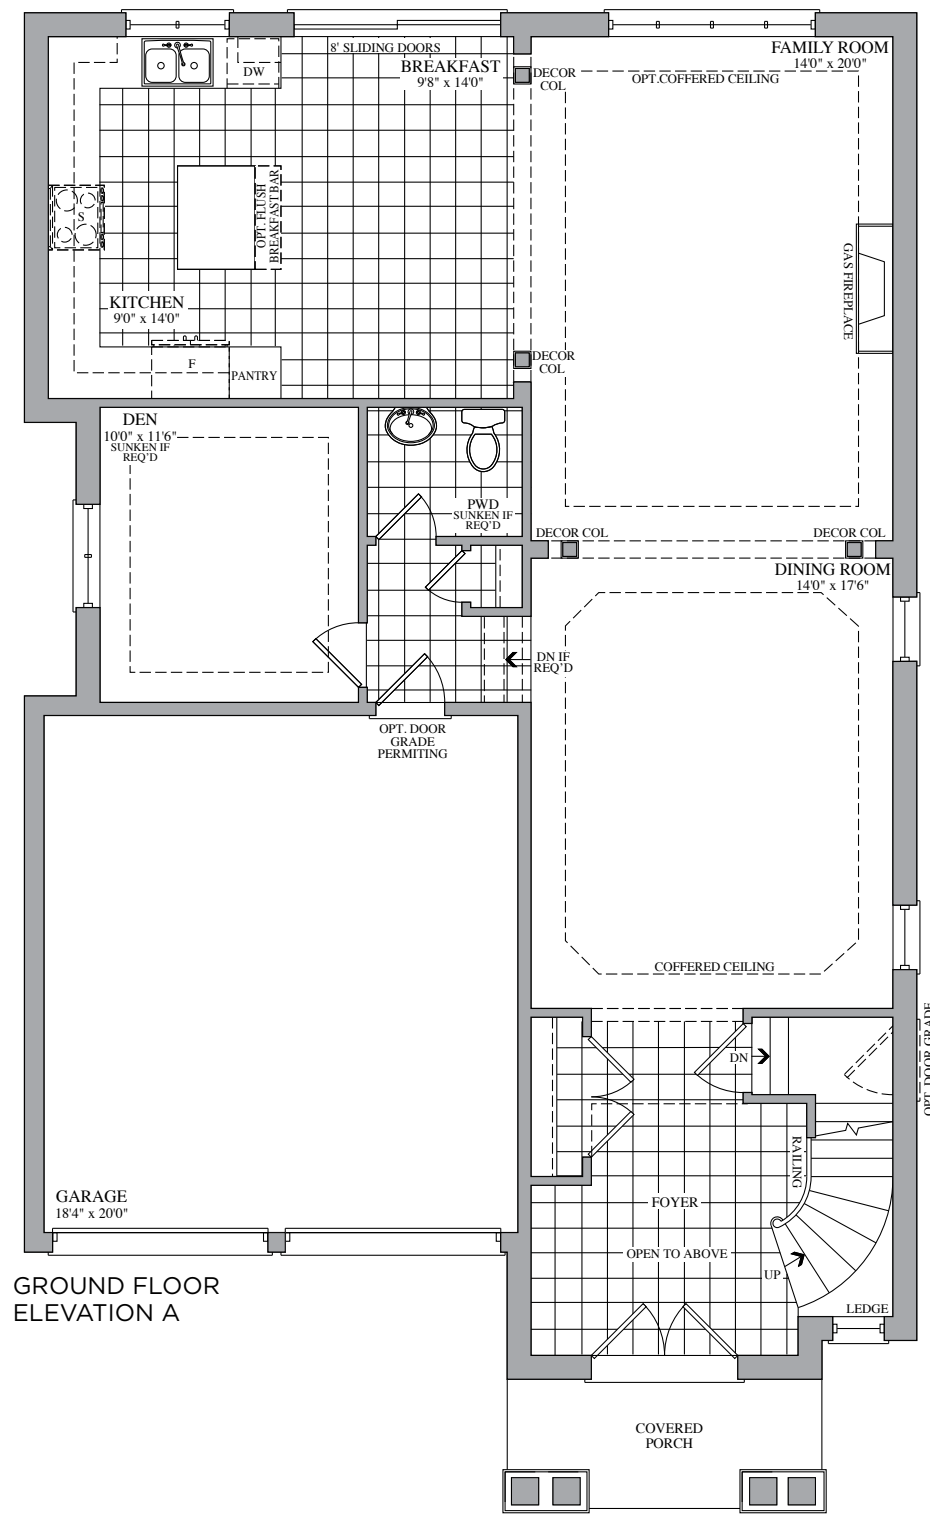 8' SLIDING DOORS
BREAKFAST
9'8" x 14'0"
FAMILY ROOM
14'0" x 20'0"
OPT.COFFERED CEILING
DECOR
COL
DW
S
OPT. FLUSH
BREAKFAST BAR
GAS FIREPLACE
KITCHEN
9'0" x 14'0"
F
PANTRY
DECOR
COL
DEN
10'0" x 11'6"
SUNKEN IF
REQ'D
PWD
SUNKEN IF
REQ'D
DECOR COL
DECOR COL
DINING ROOM
14'0" x 17'6"
DN IF
REQ'D
OPT. DOOR
GRADE
PERMITING
COFFERED CEILING
DN
OPT. DOOR GRADE
RAILING
GARAGE
18'4" x 20'0"
FOYER
OPEN TO ABOVE
UP
LEDGE
GROUND FLOOR
ELEVATION A
COVERED
PORCH